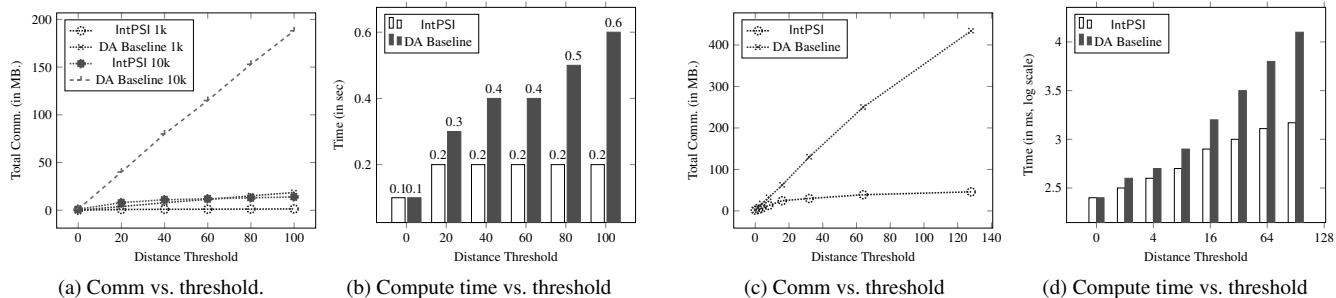 IntPSI 1k
DA Baseline 1k
IntPSI 10k
DA Baseline 10k
Total Comm. (in MB.)
200
150
100
50
0
0 20 40 60 80 100
Distance Threshold
(a) Comm vs. threshold.
IntPSI
DA Baseline
Time (in sec)
0.6
0.4
0.2
0.1 0.1
0.2 0.3
0.2 0.4
0.2 0.4
0.2 0.5
0.2 0.6
0 20 40 60 80 100
Distance Threshold
(b) Compute time vs. threshold
IntPSI
DA Baseline
Total Comm. (in MB.)
400
300
200
100
0
0 20 40 60 80 100 120 140
Distance Threshold
(c) Comm vs. threshold
IntPSI
DA Baseline
Time (in ms, log scale)
4
3.5
3
2.5
0 4 16 64 128
Distance Threshold
(d) Compute time vs. threshold